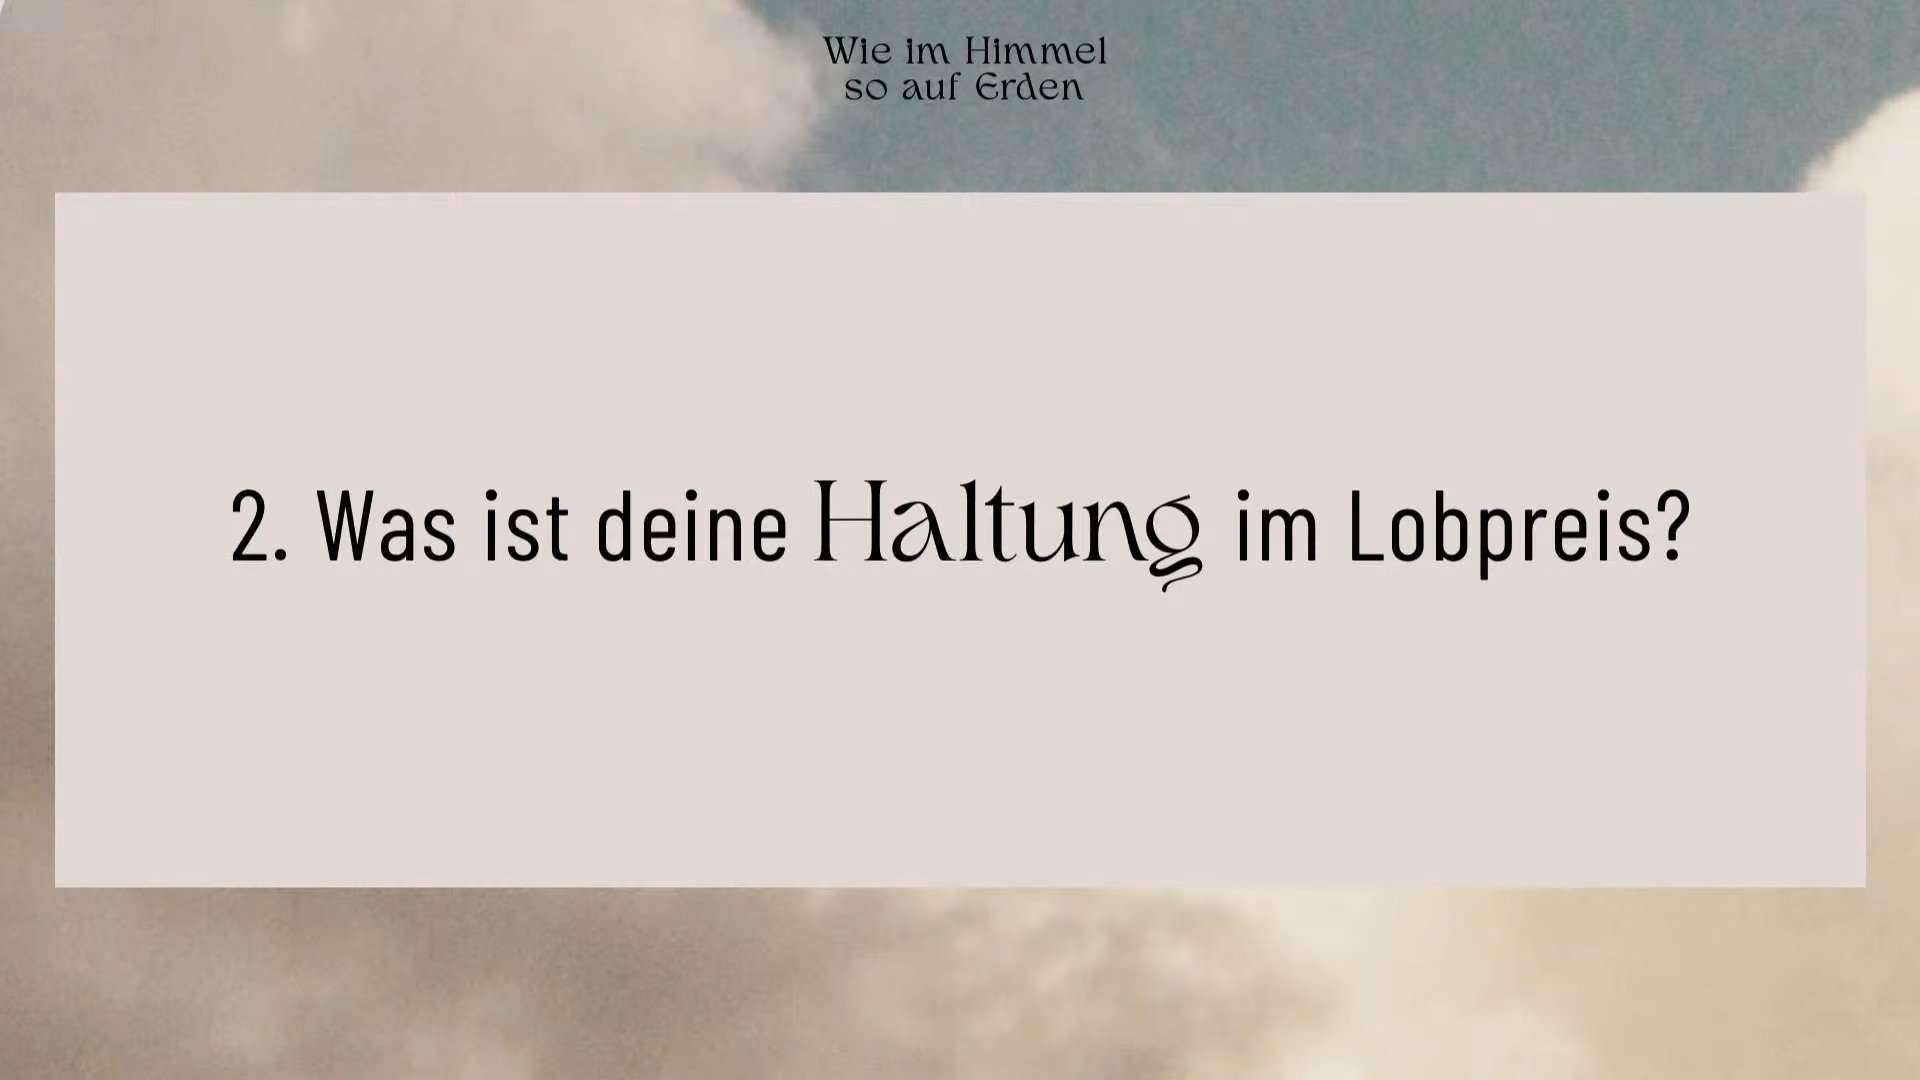 Wie im Himmel
so auf Erden
2. Was ist deine Haltung im Lobpreis?